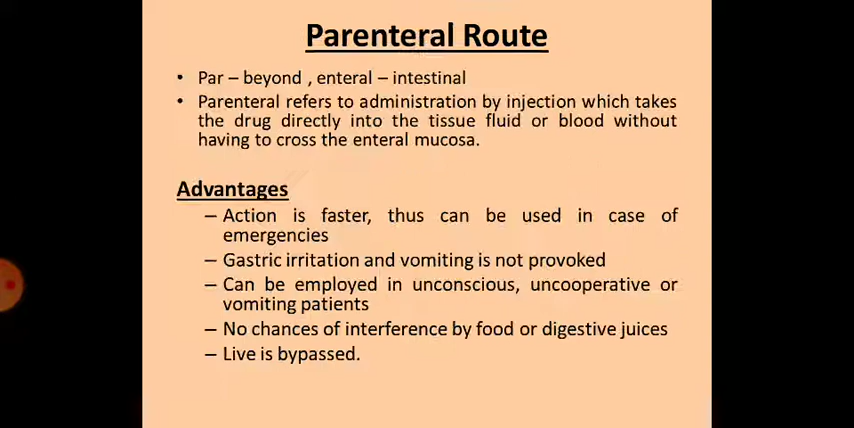 Parenteral Route
• Par – beyond , enteral – intestinal
• Parenteral refers to administration by injection which takes
the drug directly into the tissue fluid or blood without
having to cross the enteral mucosa.
Advantages
– Action is faster, thus can be used in case of
emergencies
– Gastric irritation and vomiting is not provoked
– Can be employed in unconscious, uncooperative or
vomiting patients
– No chances of interference by food or digestive juices
– Live is bypassed.